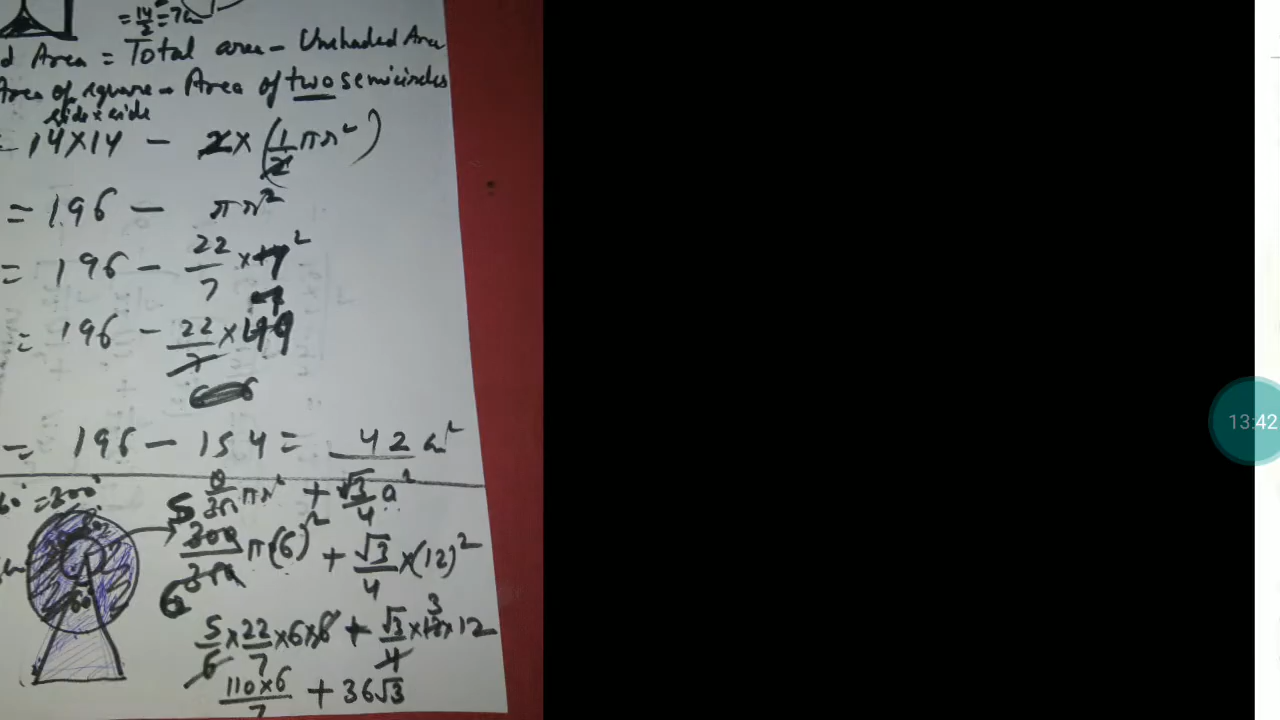 = 14/2 = 7cm
d Area = Total area - Unshaded Area
Area of square - Area of two semicircles
side × side
= 14×14 - 2× (1/2 πr²)
= 196 - πr²
= 196 - 22/7 × 7²
= 196 - 22/7 × 49
= 196 - 154 = 42 cm²
60° = 300°
θ/360 πr² + √3/4 a²
5
300/360 π(6)² + √3/4 ×(12)²
6
60°
3
5/6 × 22/7 ×6×6 + √3/4 ×12×12
110×6/7 + 36√3
13:42